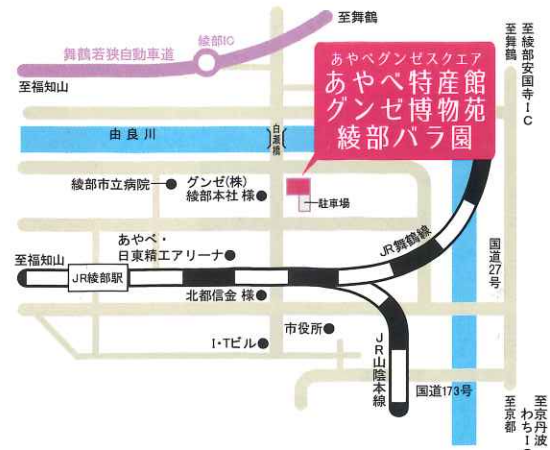 至舞鶴
綾部IC
舞鶴若狭自動車道
至福知山
あやべグンゼスクエア
あやべ特産館
グンゼ博物苑
綾部バラ園
至舞鶴
至綾部安国寺IC
由良川
白瀬橋
綾部市立病院
グンゼ(株)
綾部本社 様
駐車場
あやべ・
日東精工アリーナ
至福知山
JR綾部駅
JR舞鶴線
国道27号
北都信金 様
市役所
I・Tビル
JR山陰本線
国道173号
至京都
至京丹波